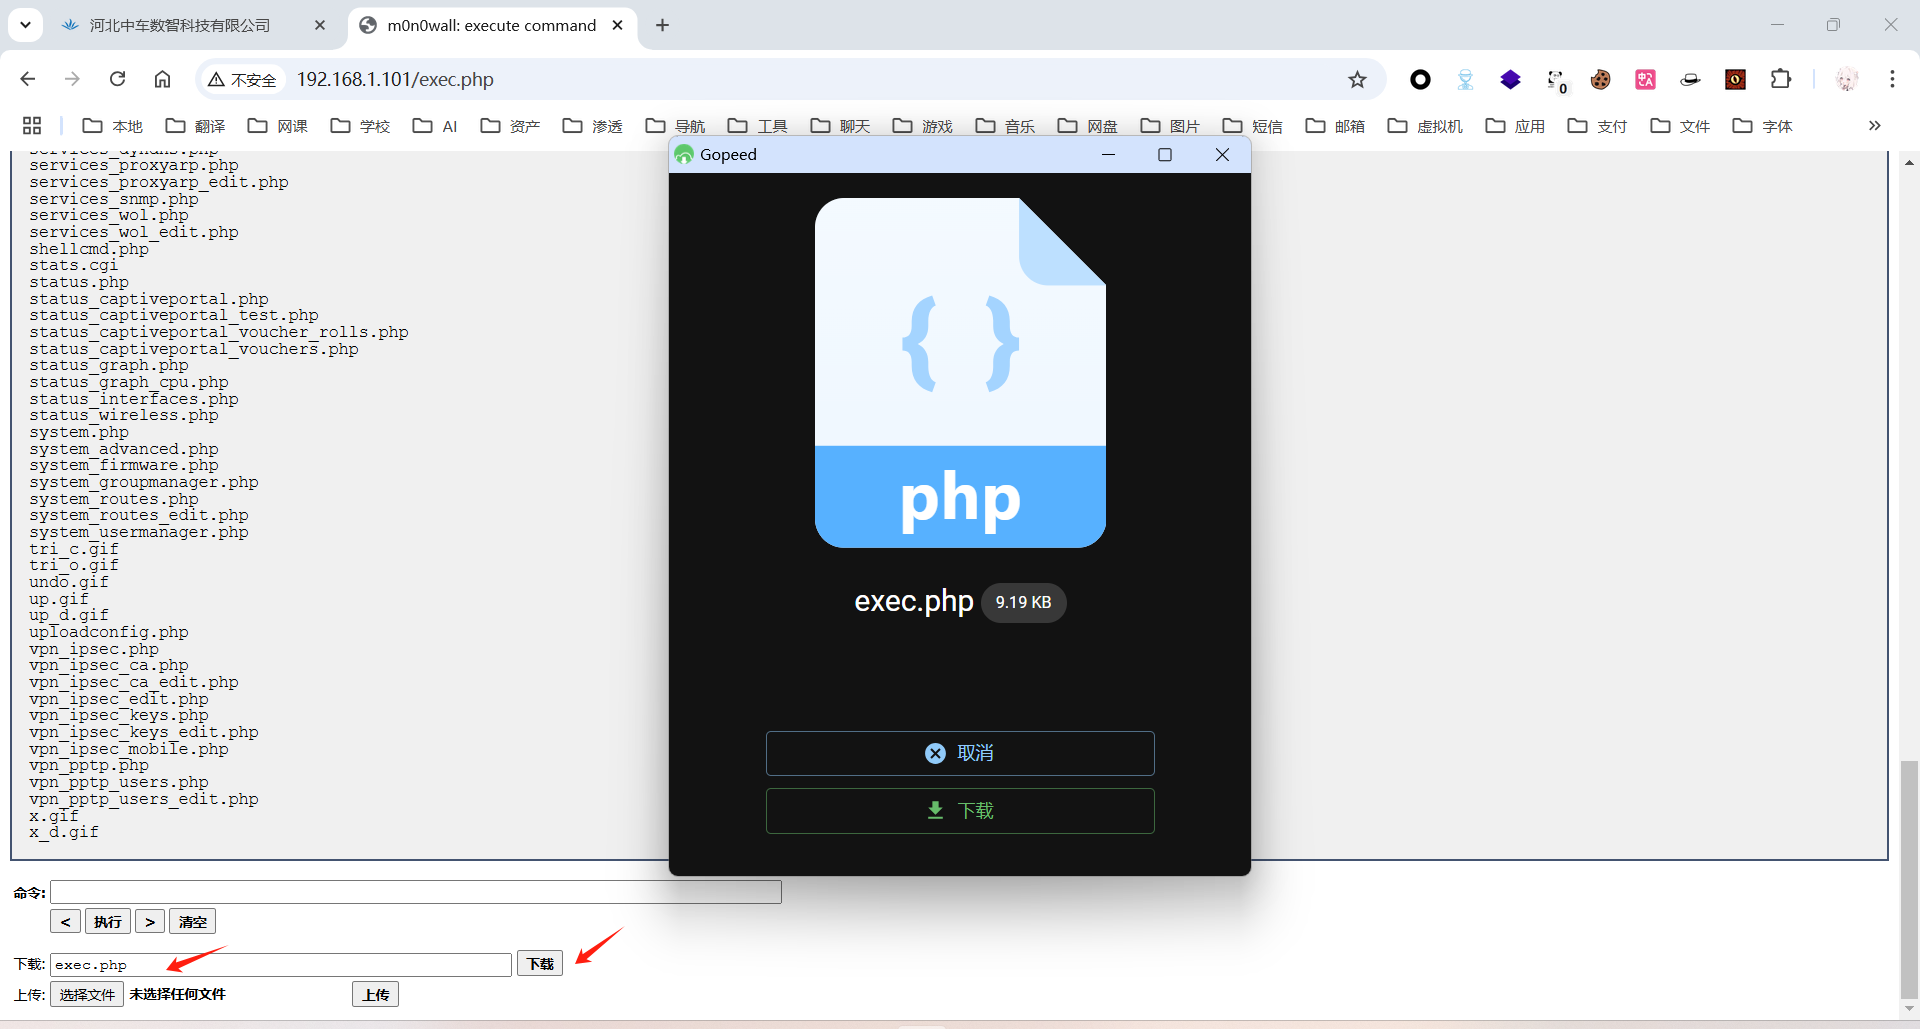 河北中车数智科技有限公司
m0n0wall: execute command
不安全
192.168.1.101/exec.php
0
本地 翻译 网课 学校 AI 资产 渗透 导航 工具 聊天 游戏 音乐 网盘 图片 短信 邮箱 虚拟机 应用 支付 文件 字体
services_dyndns.php
services_proxyarp.php
services_proxyarp_edit.php
services_snmp.php
services_wol.php
services_wol_edit.php
shellcmd.php
stats.cgi
status.php
status_captiveportal.php
status_captiveportal_test.php
status_captiveportal_voucher_rolls.php
status_captiveportal_vouchers.php
status_graph.php
status_graph_cpu.php
status_interfaces.php
status_wireless.php
system.php
system_advanced.php
system_firmware.php
system_groupmanager.php
system_routes.php
system_routes_edit.php
system_usermanager.php
tri_c.gif
tri_o.gif
undo.gif
up.gif
up_d.gif
uploadconfig.php
vpn_ipsec.php
vpn_ipsec_ca.php
vpn_ipsec_ca_edit.php
vpn_ipsec_edit.php
vpn_ipsec_keys.php
vpn_ipsec_keys_edit.php
vpn_ipsec_mobile.php
vpn_pptp.php
vpn_pptp_users.php
vpn_pptp_users_edit.php
x.gif
x_d.gif
Gopeed
{ }
php
exec.php 9.19 KB
取消
下载
命令:
< 执行 > 清空
下载: exec.php 下载
上传: 选择文件 未选择任何文件 上传